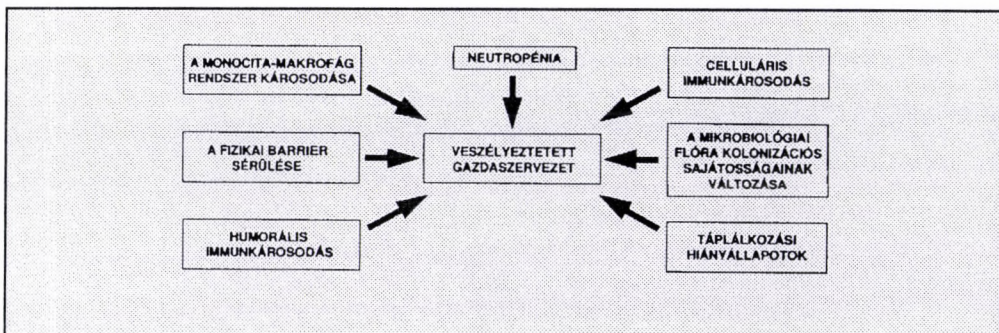 A MONOCITA-MAKROFÁG
RENDSZER KÁROSODÁSA
NEUTROPÉNIA
CELLULÁRIS
IMMUNKÁROSODÁS
A FIZIKAI BARRIER
SÉRÜLÉSE
VESZÉLYEZTETETT
GAZDASZERVEZET
A MIKROBIOLÓGIAI
FLÓRA KOLONIZÁCIÓS
SAJÁTOSSÁGAINAK
VÁLTOZÁSA
HUMORÁLIS
IMMUNKÁROSODÁS
TÁPLÁLKOZÁSI
HIÁNYÁLLAPOTOK